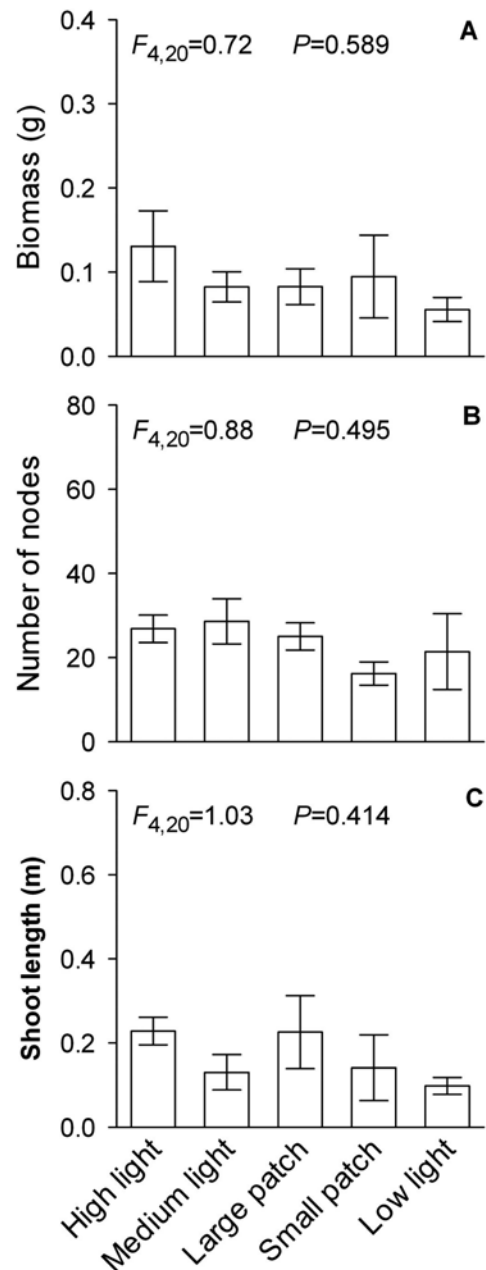 A
F4,20=0.72 P=0.589
Biomass (g)
0.4
0.3
0.2
0.1
0.0
B
F4,20=0.88 P=0.495
Number of nodes
80
60
40
20
0
C
F4,20=1.03 P=0.414
Shoot length (m)
0.8
0.6
0.4
0.2
0.0
High light
Medium light
Large patch
Small patch
Low light